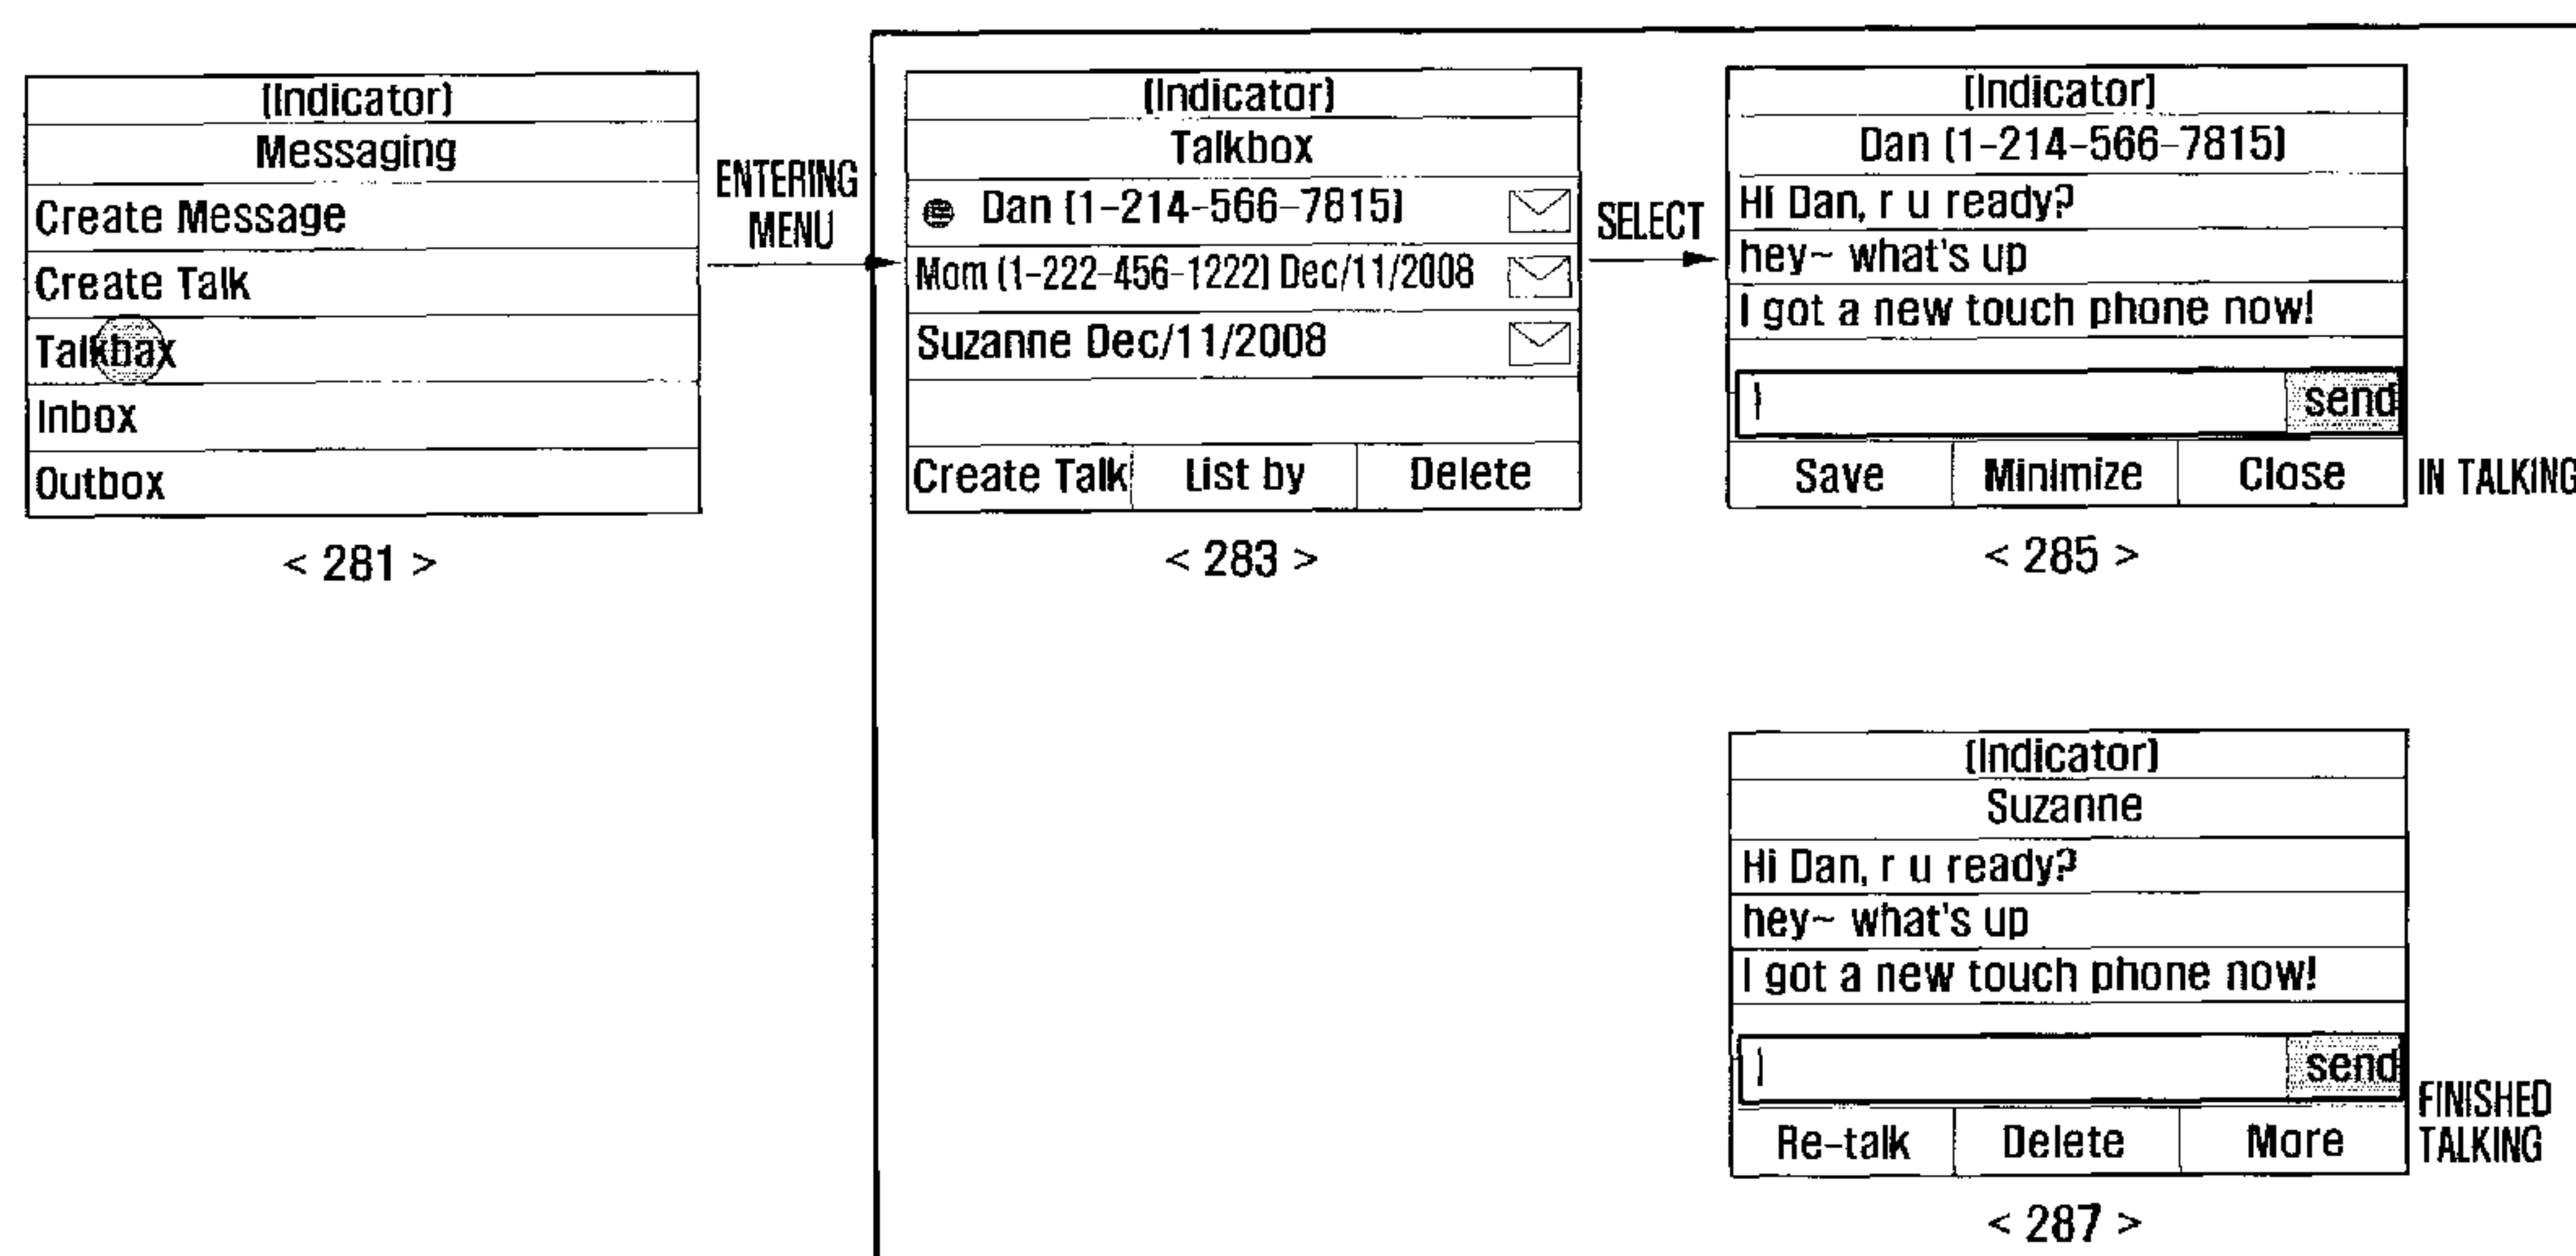 (Indicator)
Messaging
Create Message
Create Talk
Talkbax
Inbox
Outbox
< 281 >
ENTERING
MENU
(Indicator)
Talkbox
Dan (1-214-566-7815)
Mom (1-222-456-1222) Dec/11/2008
Suzanne Dec/11/2008
Create Talk List by Delete
< 283 >
SELECT
(Indicator)
Dan (1-214-566-7815)
Hi Dan, r u ready?
hey~ what's up
I got a new touch phone now!
send
Save Minimize Close
IN TALKING
< 285 >
(Indicator)
Suzanne
Hi Dan, r u ready?
hey~ what's up
I got a new touch phone now!
send
Re-talk Delete More
FINISHED
TALKING
< 287 >